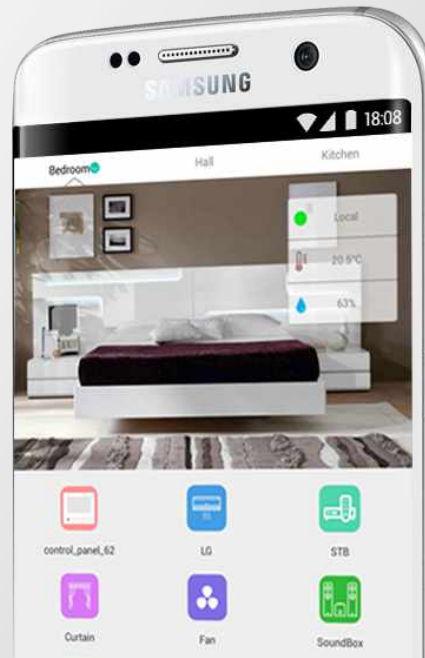 SAMSUNG
18:08
Bedroom Hall Kitchen
Local
20.5°C
63%
control_panel_62 LG STB
Curtain Fan SoundBox